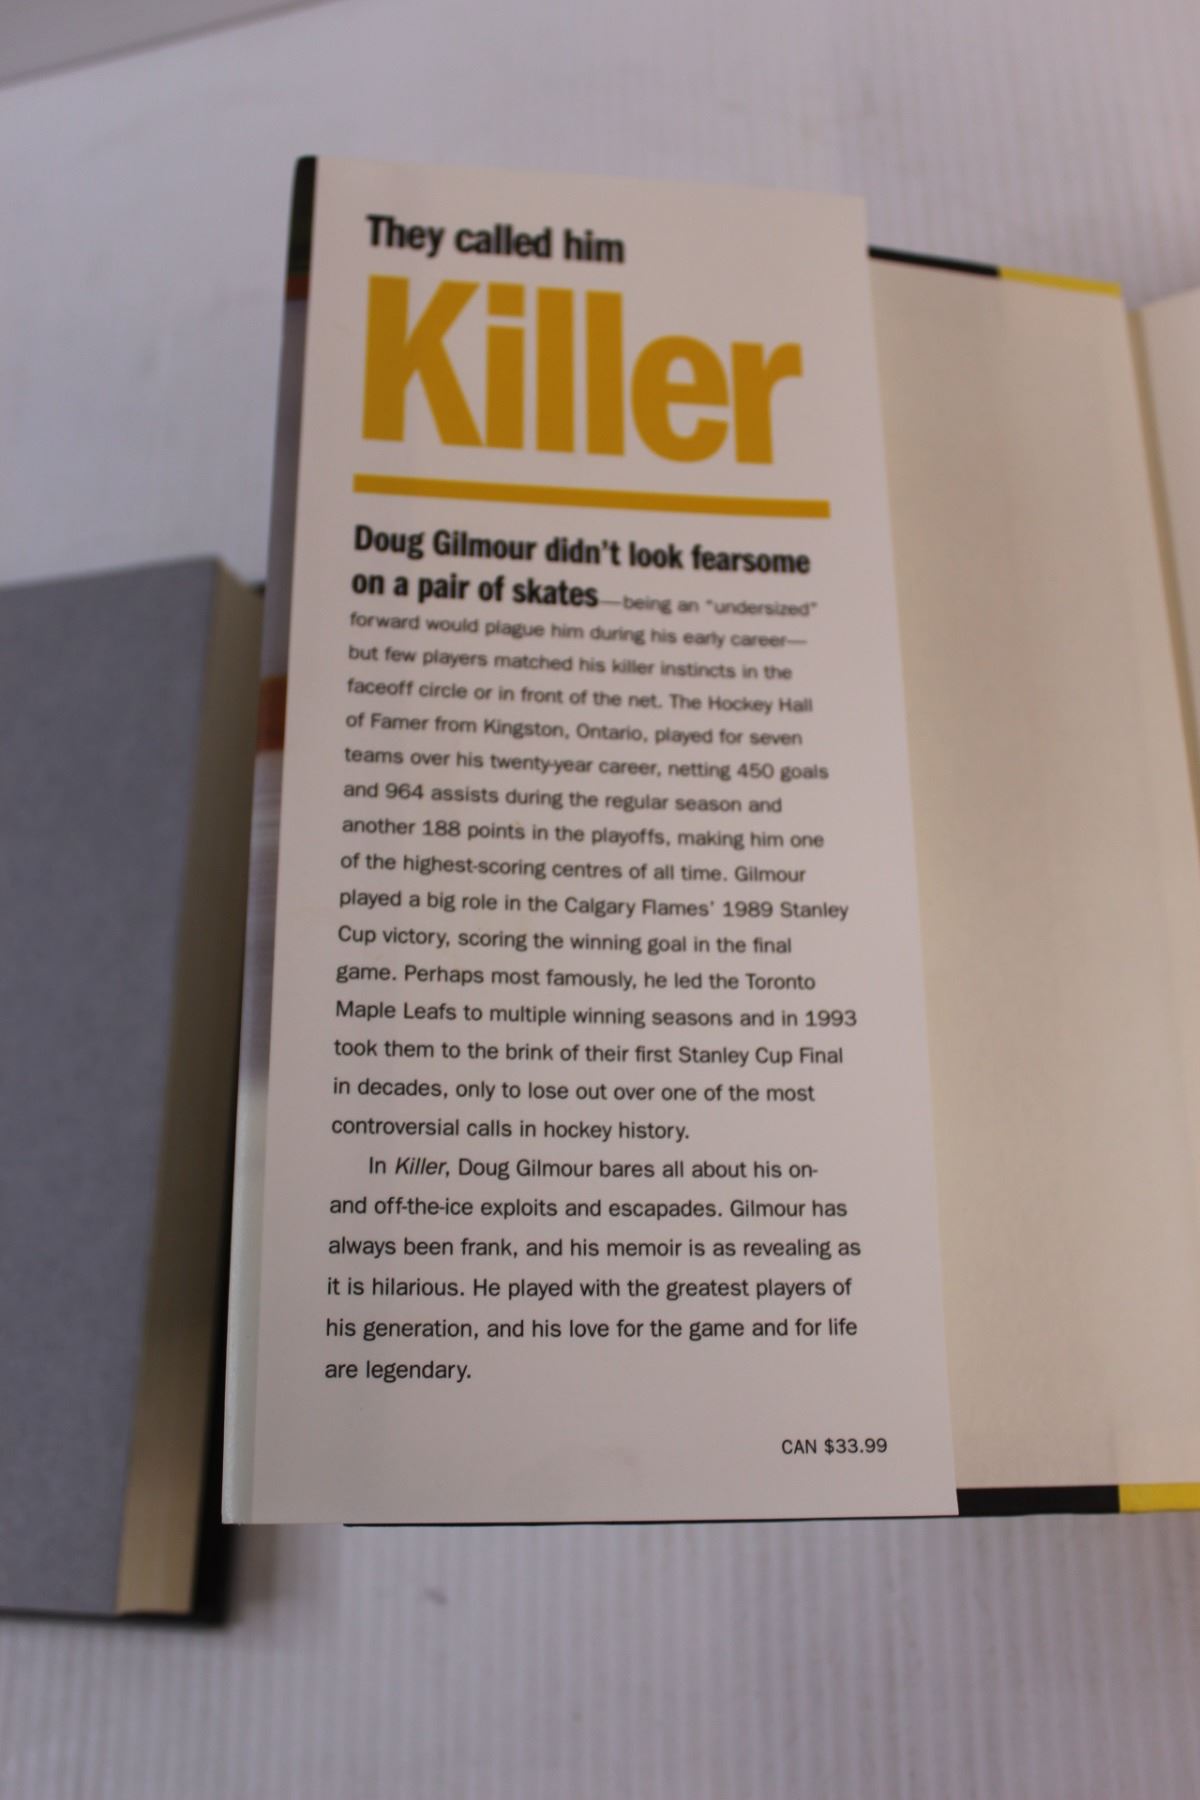 They called him
Killer
Doug Gilmour didn't look fearsome
on a pair of skates—being an "undersized"
forward would plague him during his early career—
but few players matched his killer instincts in the
faceoff circle or in front of the net. The Hockey Hall
of Famer from Kingston, Ontario, played for seven
teams over his twenty-year career, netting 450 goals
and 964 assists during the regular season and
another 188 points in the playoffs, making him one
of the highest-scoring centres of all time. Gilmour
played a big role in the Calgary Flames' 1989 Stanley
Cup victory, scoring the winning goal in the final
game. Perhaps most famously, he led the Toronto
Maple Leafs to multiple winning seasons and in 1993
took them to the brink of their first Stanley Cup Final
in decades, only to lose out over one of the most
controversial calls in hockey history.
In Killer, Doug Gilmour bares all about his on-
and off-the-ice exploits and escapades. Gilmour has
always been frank, and his memoir is as revealing as
it is hilarious. He played with the greatest players of
his generation, and his love for the game and for life
are legendary.
CAN $33.99